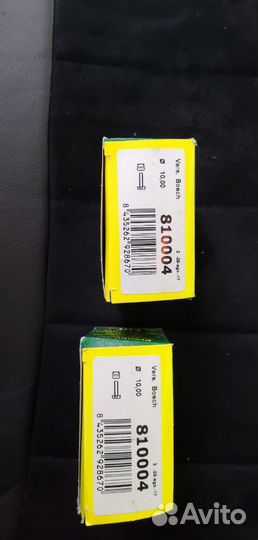 Vers. Bosch
Ø 10,00
810004
8 435262 928670
Vers. Bosch
Ø 10,00
810004
8 435262 928670
Avito